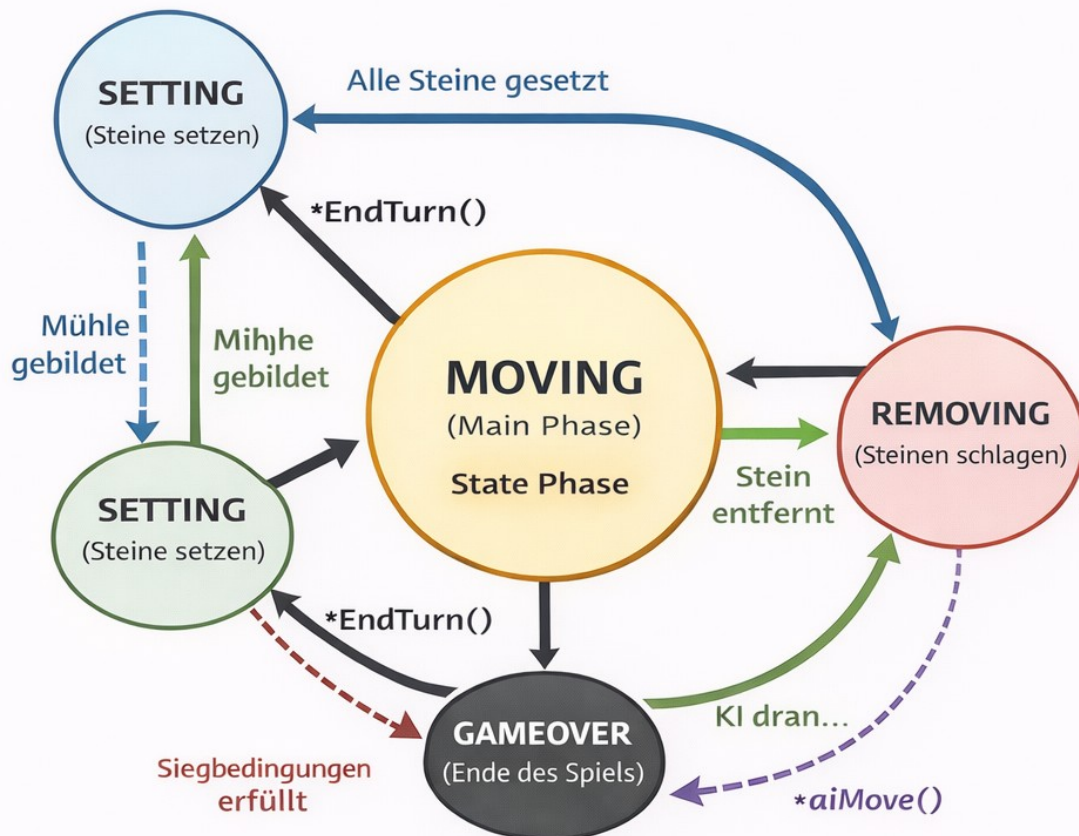 Alle Steine gesetzt
SETTING
(Steine setzen)
*EndTurn()
Mühle
gebildet
Mihjhe
gebildet
MOVING
(Main Phase)
State Phase
REMOVING
(Steinen schlagen)
Stein
entfernt
SETTING
(Steine setzen)
*EndTurn()
GAMEOVER
(Ende des Spiels)
KI dran...
Siegbedingungen
erfüllt
*aiMove()